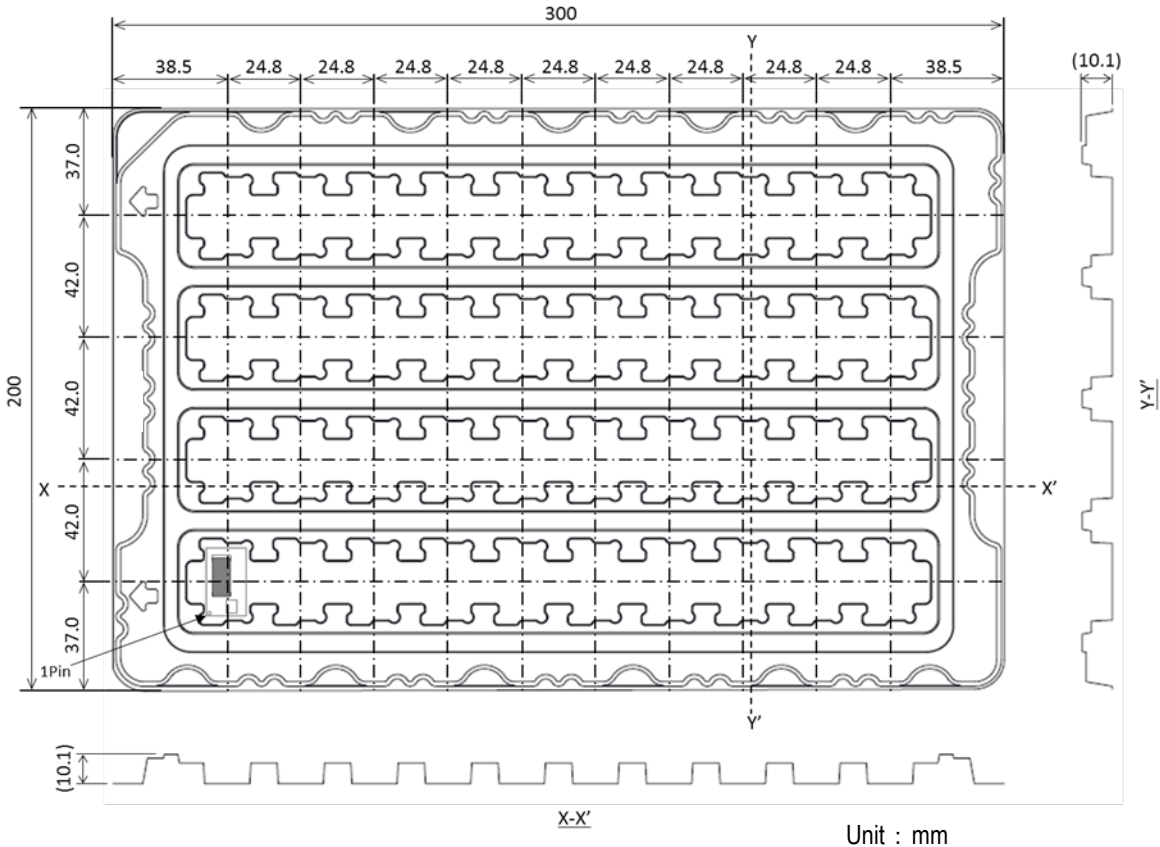 300
Y
38.5 24.8 24.8 24.8 24.8 24.8 24.8 24.8 24.8 24.8 38.5
(10.1)
37.0
42.0
200
42.0
Y-Y'
X X'
42.0
37.0
1Pin
Y'
(10.1)
X-X'
Unit : mm